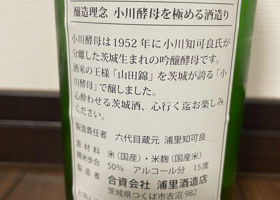 醸造理念 小川酵母を極める酒造り
小川酵母は1952年に小川知可良氏が
分離した茨城生まれの吟醸酵母です。
酒米の王様「山田錦」を茨城が誇る「小
川酵母」で醸しました。
心酔わせる茨城酒、心行く迄お楽しみ
ください。
製造責任者 六代目蔵元 浦里知可良
原材料 米(国産)・米麹(国産米)
精米歩合 50% アルコール分 15度
製造者 合資会社 浦里酒造店
茨城県つくば市吉沼982